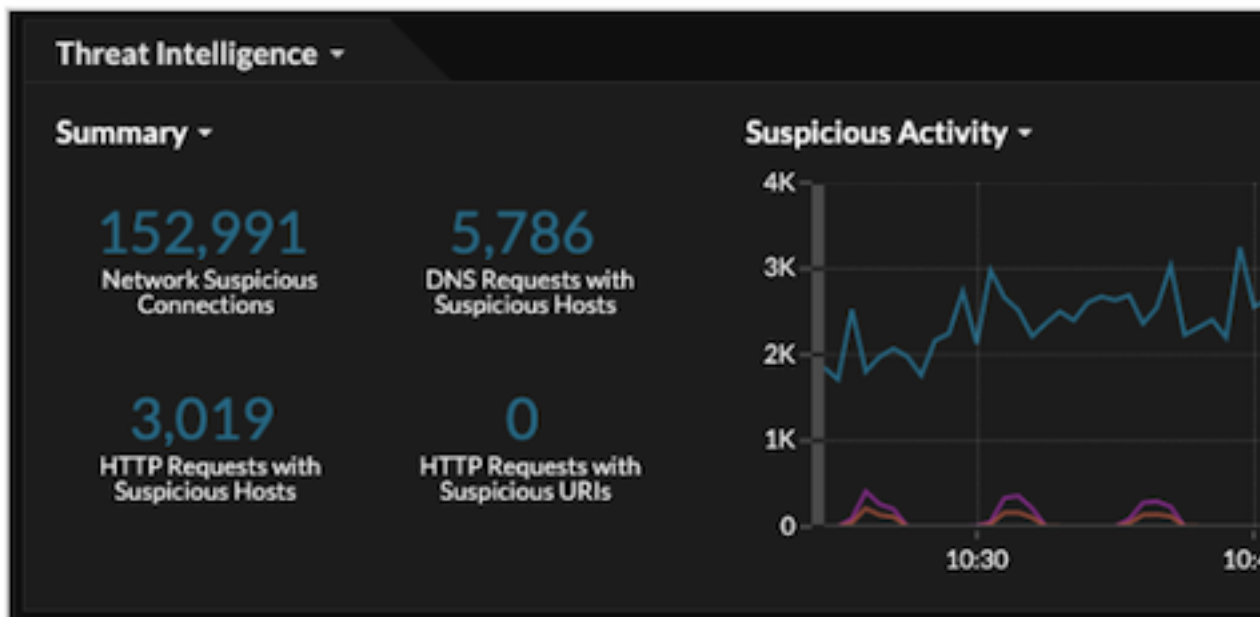 Threat Intelligence
Summary
152,991
Network Suspicious
Connections
5,786
DNS Requests with
Suspicious Hosts
3,019
HTTP Requests with
Suspicious Hosts
0
HTTP Requests with
Suspicious URIs
Suspicious Activity
4K
3K
2K
1K
0
10:30